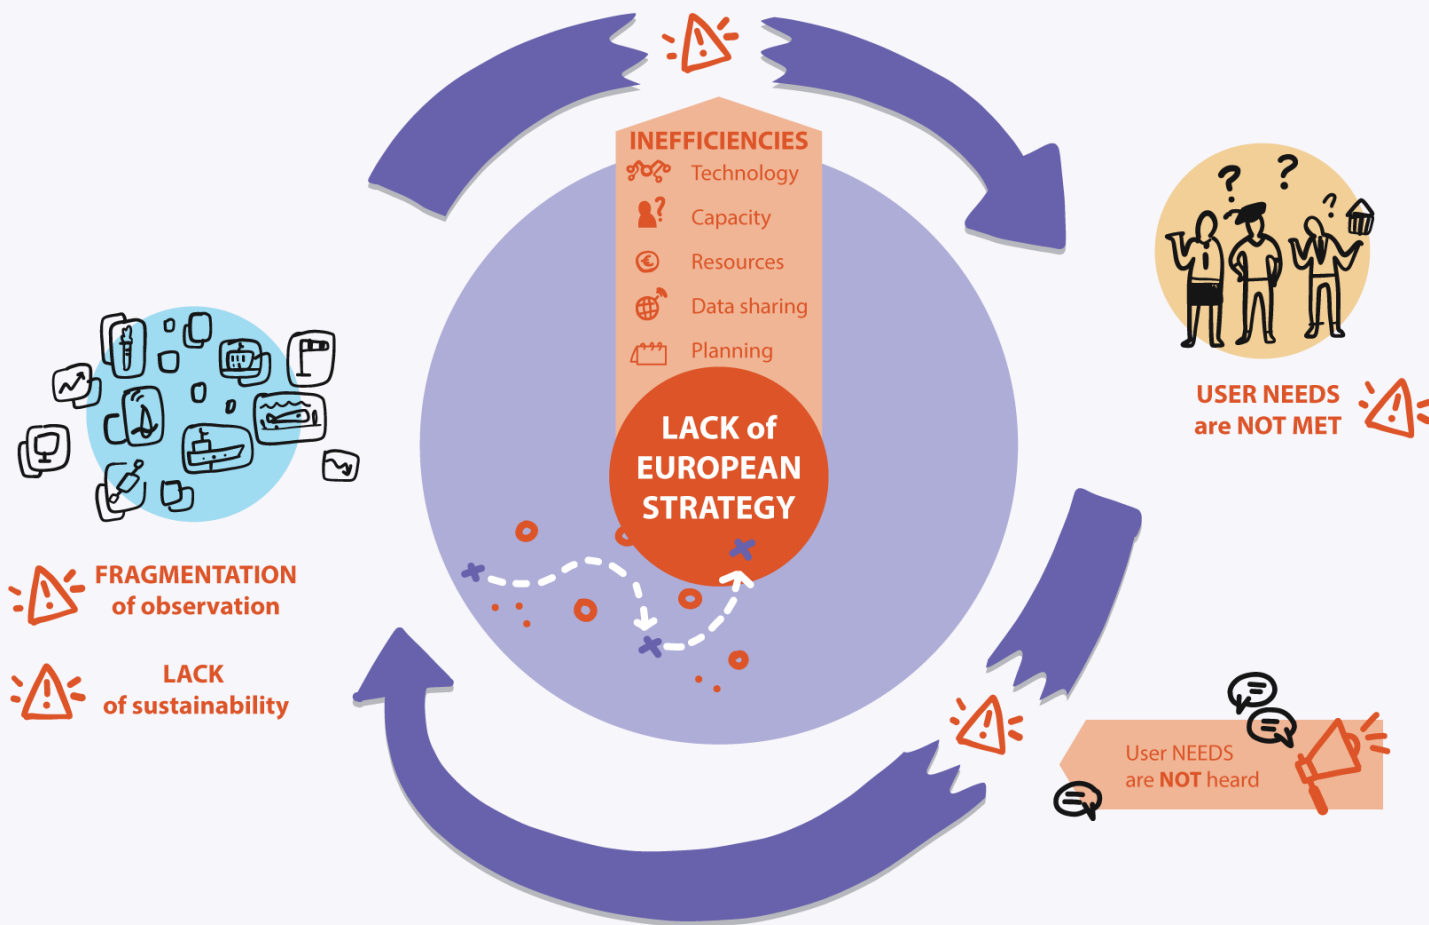 INEFFICIENCIES
Technology
Capacity
Resources
Data sharing
Planning
LACK of
EUROPEAN
STRATEGY
USER NEEDS
are NOT MET
FRAGMENTATION
of observation
LACK
of sustainability
User NEEDS
are NOT heard